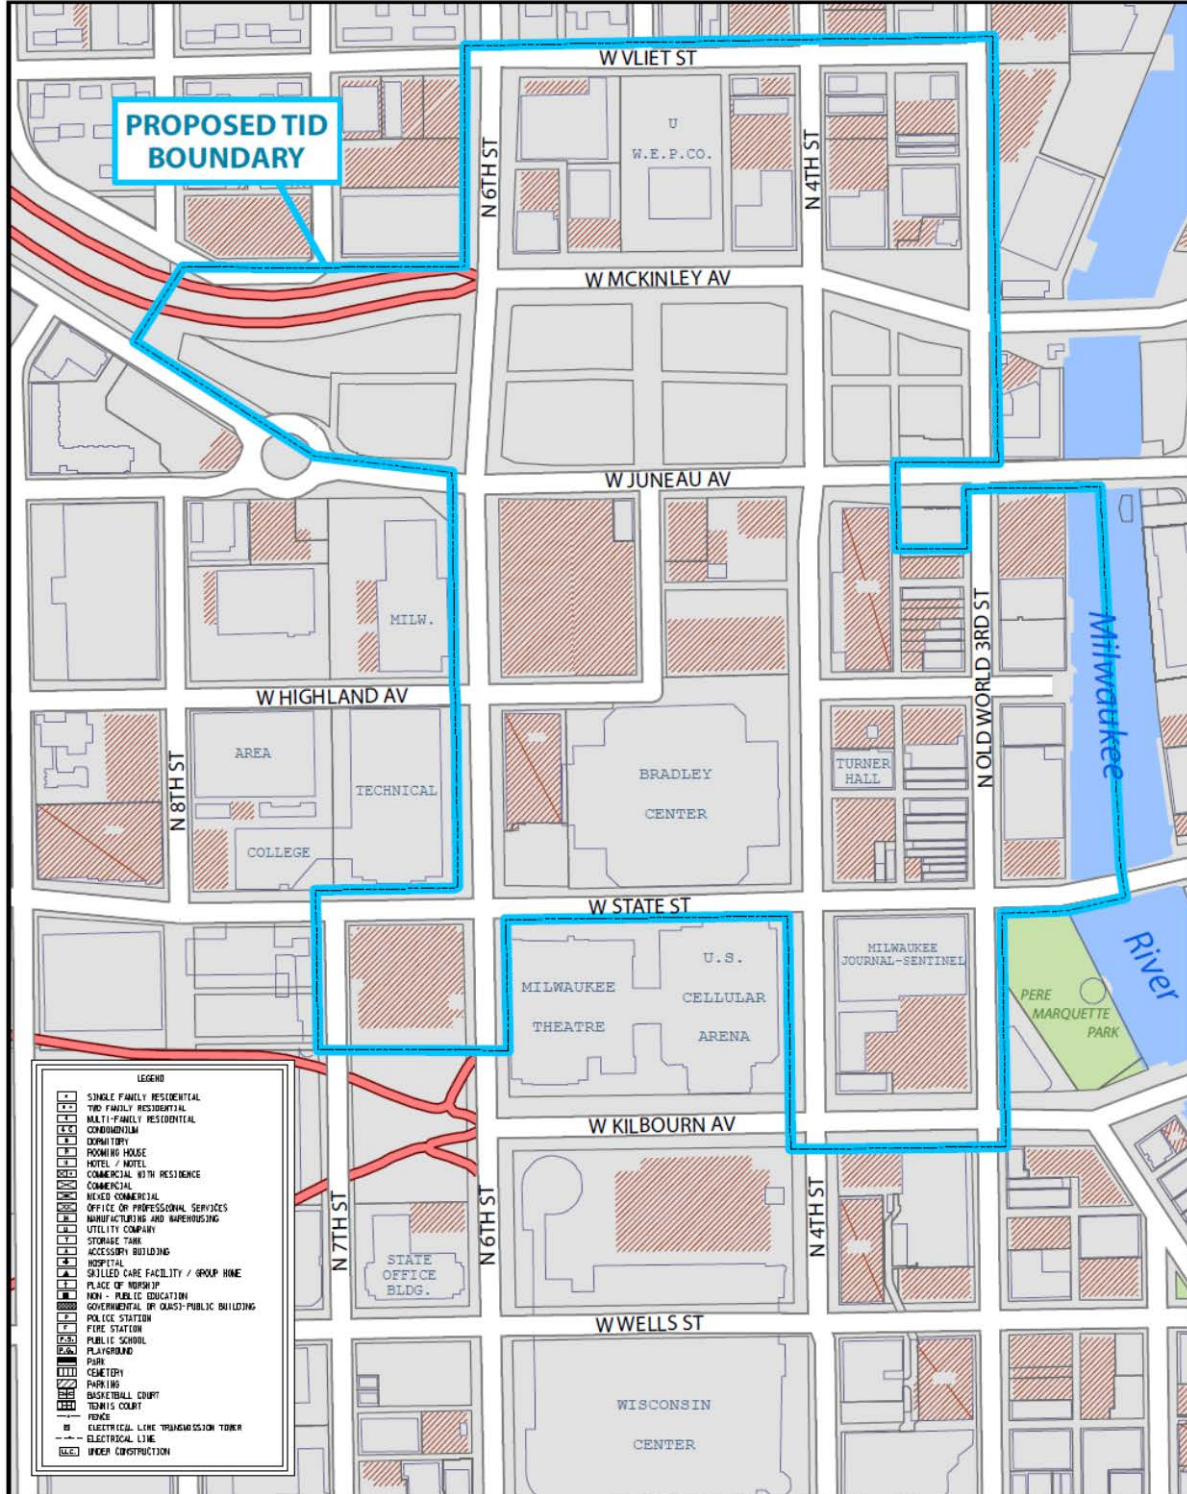 W VLIET ST
PROPOSED TID
BOUNDARY
N 6TH ST
U
W.E.P.CO.
N 4TH ST
W MCKINLEY AV
W JUNEAU AV
MILW.
W HIGHLAND AV
N OLD WORLD 3RD ST
Milwaukee
N 8TH ST
AREA
TECHNICAL
COLLEGE
BRADLEY
CENTER
TURNER
HALL
W STATE ST
MILWAUKEE
THEATRE
U.S.
CELLULAR
ARENA
MILWAUKEE
JOURNAL-SENTINEL
River
PERE
MARQUETTE
PARK
W KILBOURN AV
N 7TH ST
N 6TH ST
N 4TH ST
STATE
OFFICE
BLDG.
W WELLS ST
WISCONSIN
CENTER
LEGEND
SINGLE FAMILY RESIDENTIAL
TWO FAMILY RESIDENTIAL
MULTI-FAMILY RESIDENTIAL
CONDOMINIUM
DORMITORY
ROOMING HOUSE
HOTEL / MOTEL
COMMERCIAL WITH RESIDENCE
COMMERCIAL
MIXED COMMERCIAL
OFFICE OR PROFESSIONAL SERVICES
MANUFACTURING AND WAREHOUSING
U UTILITY COMPANY
T STORAGE TANK
A ACCESSORY BUILDING
HOSPITAL
SKILLED CARE FACILITY / GROUP HOME
PLACE OF WORSHIP
NON - PUBLIC EDUCATION
GOVERNMENTAL OR QUASI-PUBLIC BUILDING
P POLICE STATION
F FIRE STATION
P.S. PUBLIC SCHOOL
P.G. PLAYGROUND
PARK
CEMETERY
PARKING
BASKETBALL COURT
TENNIS COURT
FENCE
ELECTRICAL LINE TRANSMISSION TOWER
ELECTRICAL LINE
U.C. UNDER CONSTRUCTION